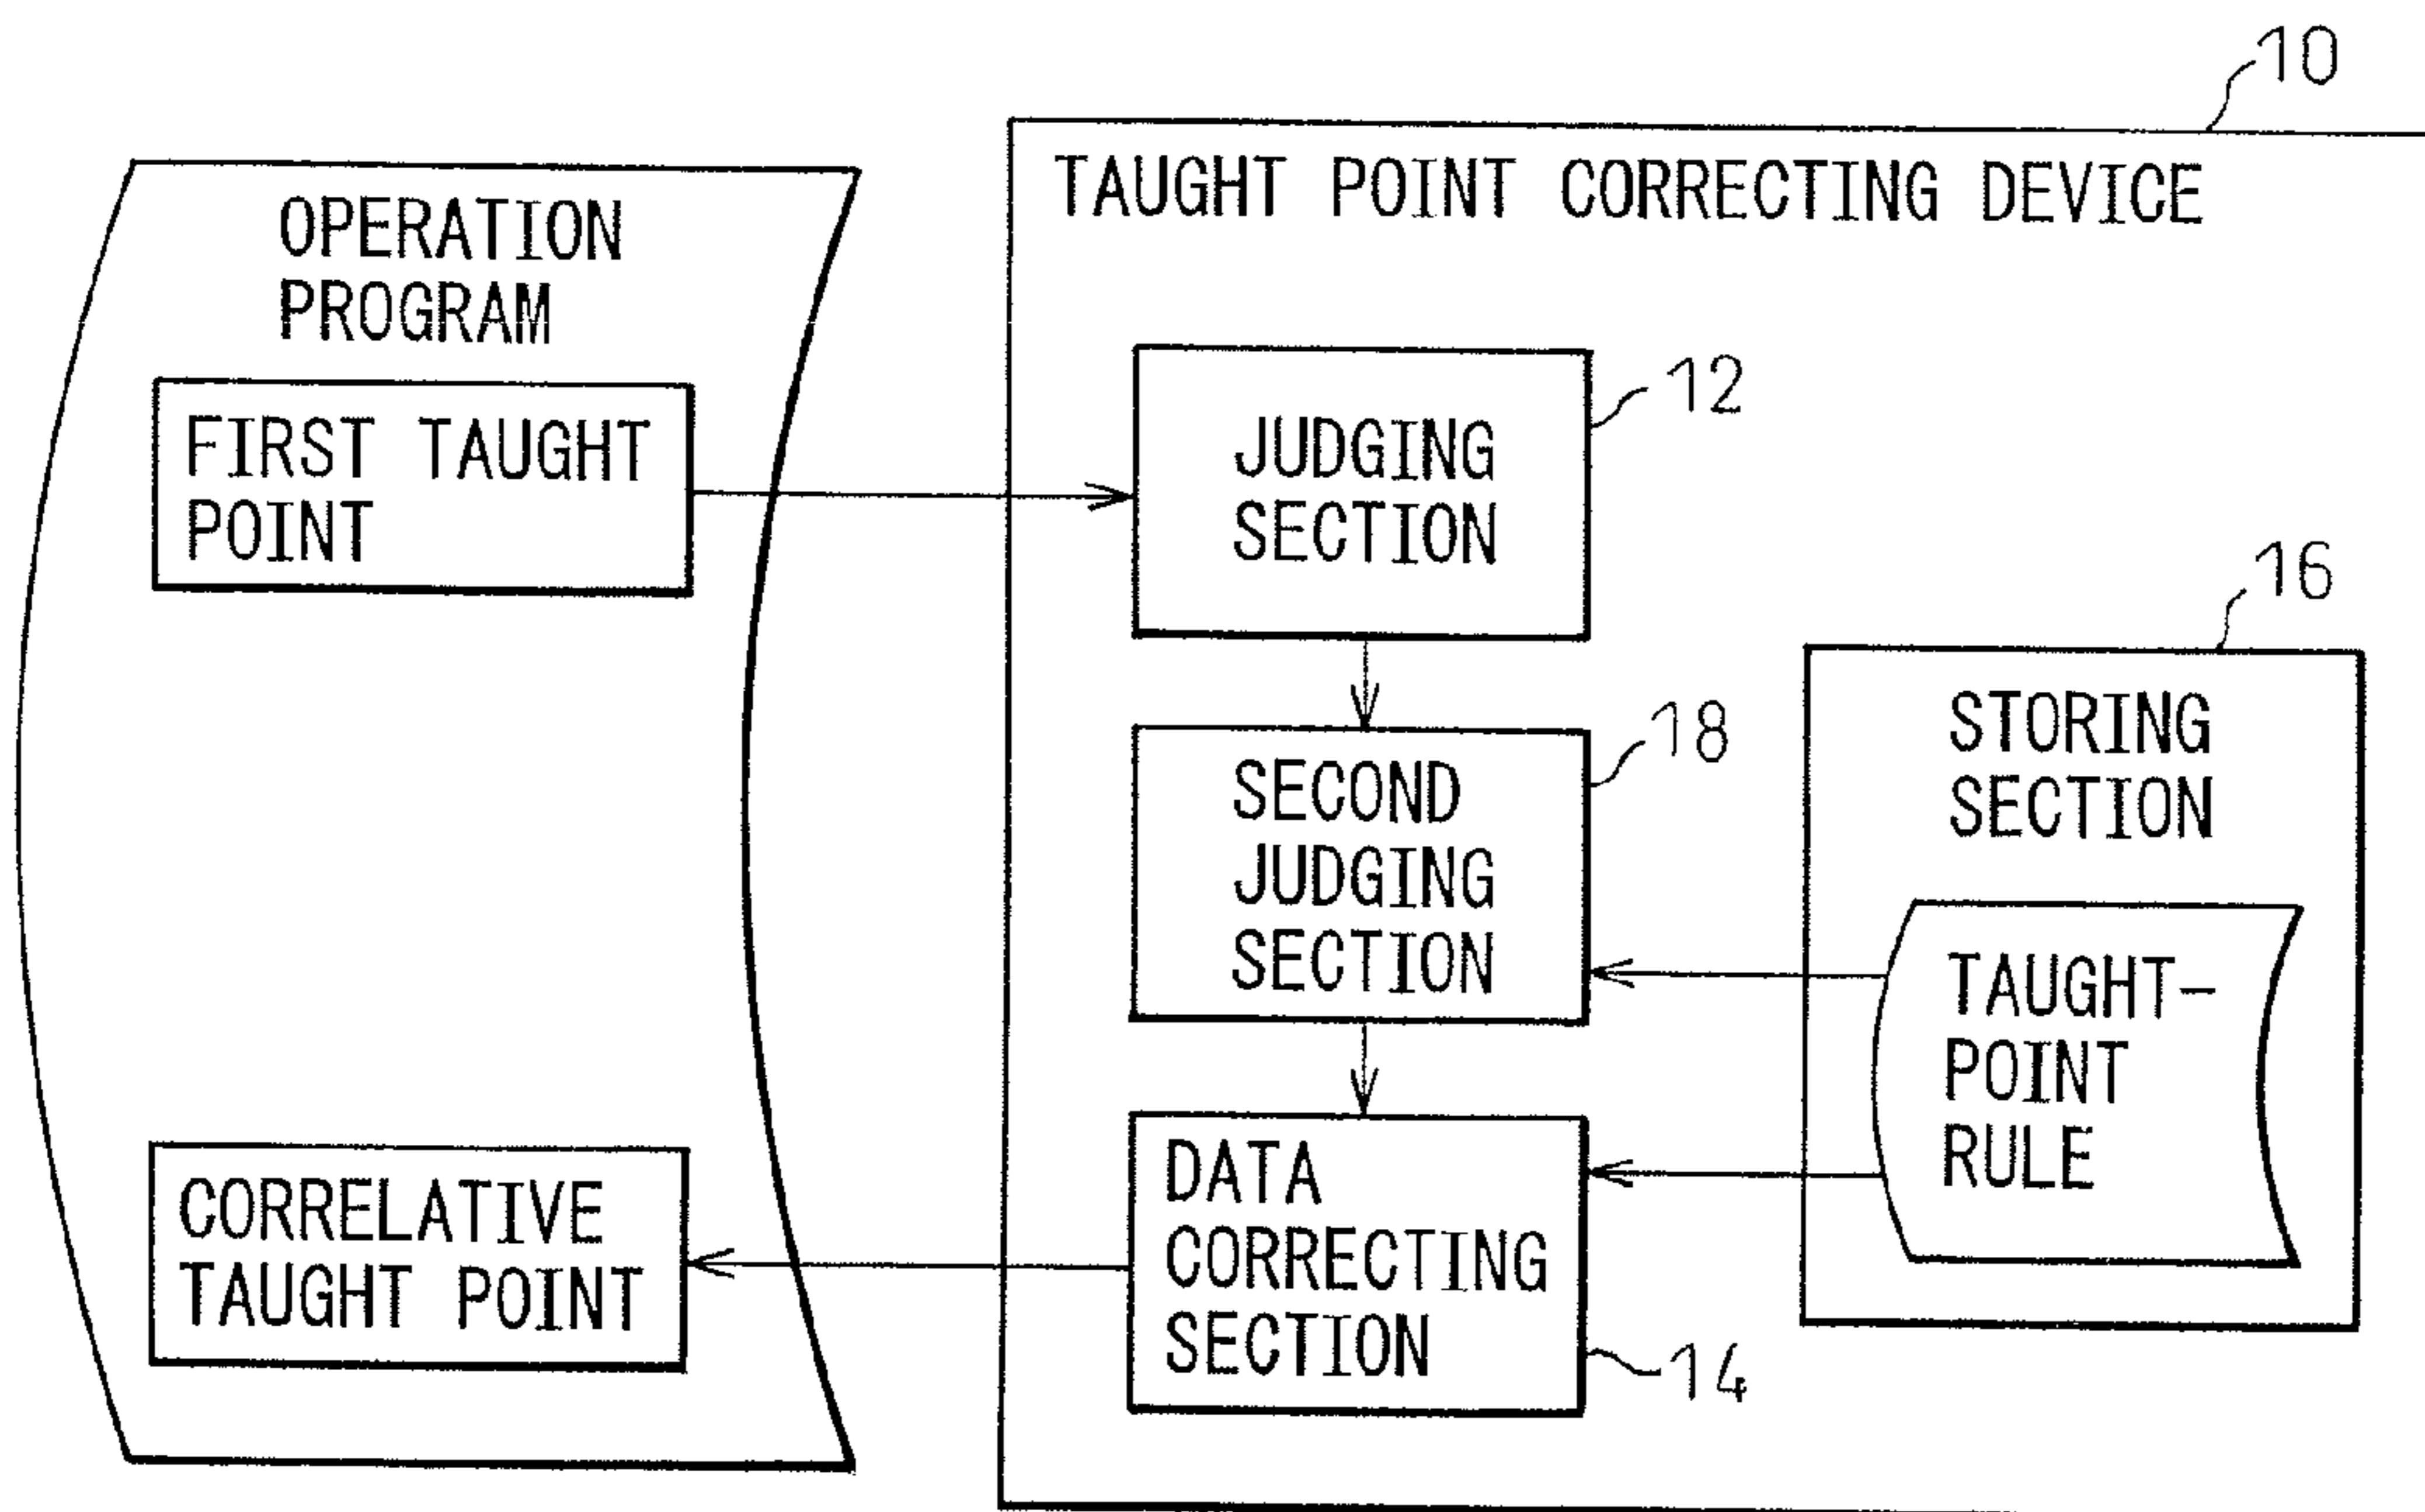 10
TAUGHT POINT CORRECTING DEVICE
OPERATION
PROGRAM
FIRST TAUGHT
POINT
12
JUDGING
SECTION
16
18
SECOND
JUDGING
SECTION
STORING
SECTION
TAUGHT-
POINT
RULE
DATA
CORRECTING
SECTION
14
CORRELATIVE
TAUGHT POINT